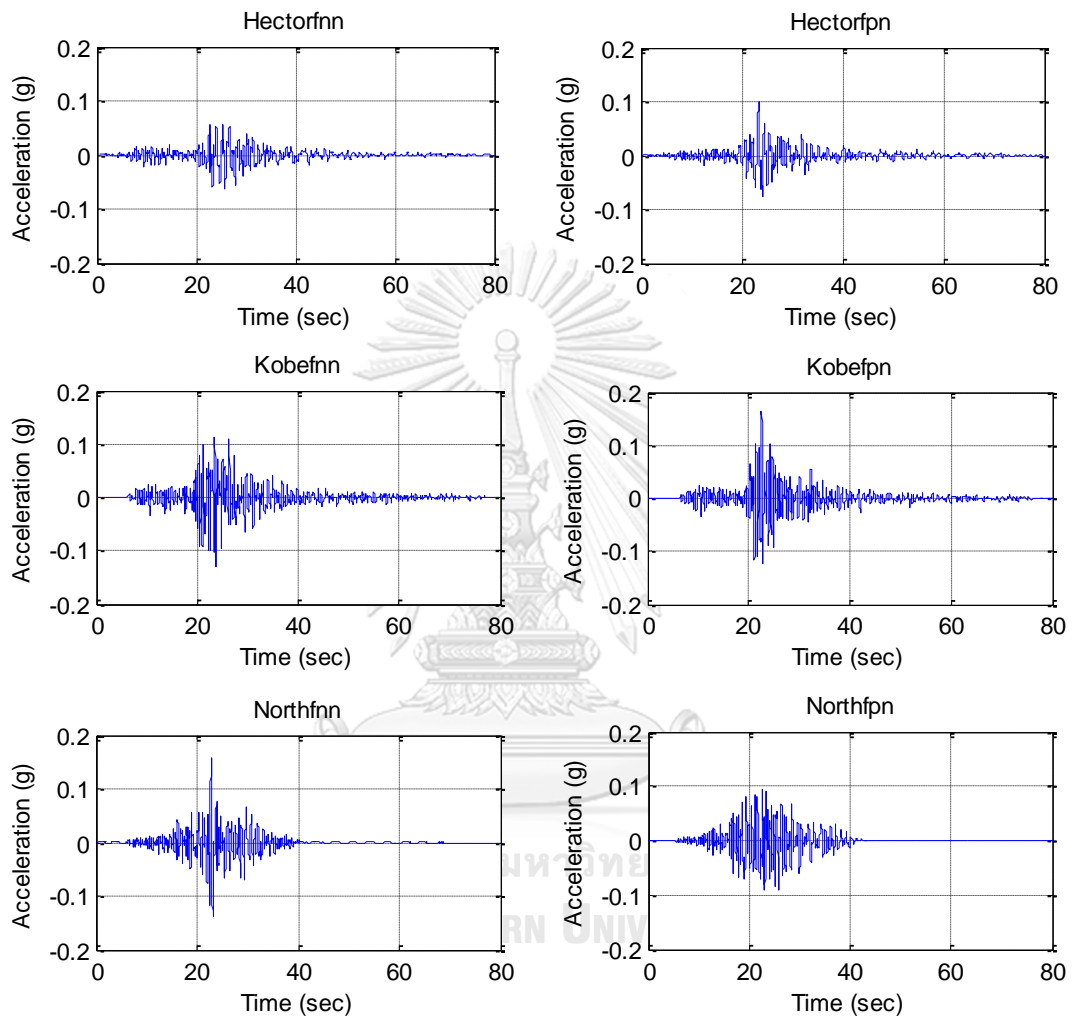 Hectorfnn
0.2
0.1
0
-0.1
-0.2
Acceleration (g)
0 20 40 60 80
Time (sec)
Hectorfpn
0.2
0.1
0
-0.1
-0.2
Acceleration (g)
0 20 40 60 80
Time (sec)
Kobefnn
0.2
0.1
0
-0.1
-0.2
Acceleration (g)
0 20 40 60 80
Time (sec)
Kobefpn
0.2
0.1
0
-0.1
-0.2
Acceleration (g)
0 20 40 60 80
Time (sec)
Northfnn
0.2
0.1
0
-0.1
-0.2
Acceleration (g)
0 20 40 60 80
Time (sec)
Northfpn
0.2
0.1
0
-0.1
-0.2
Acceleration (g)
0 20 40 60 80
Time (sec)